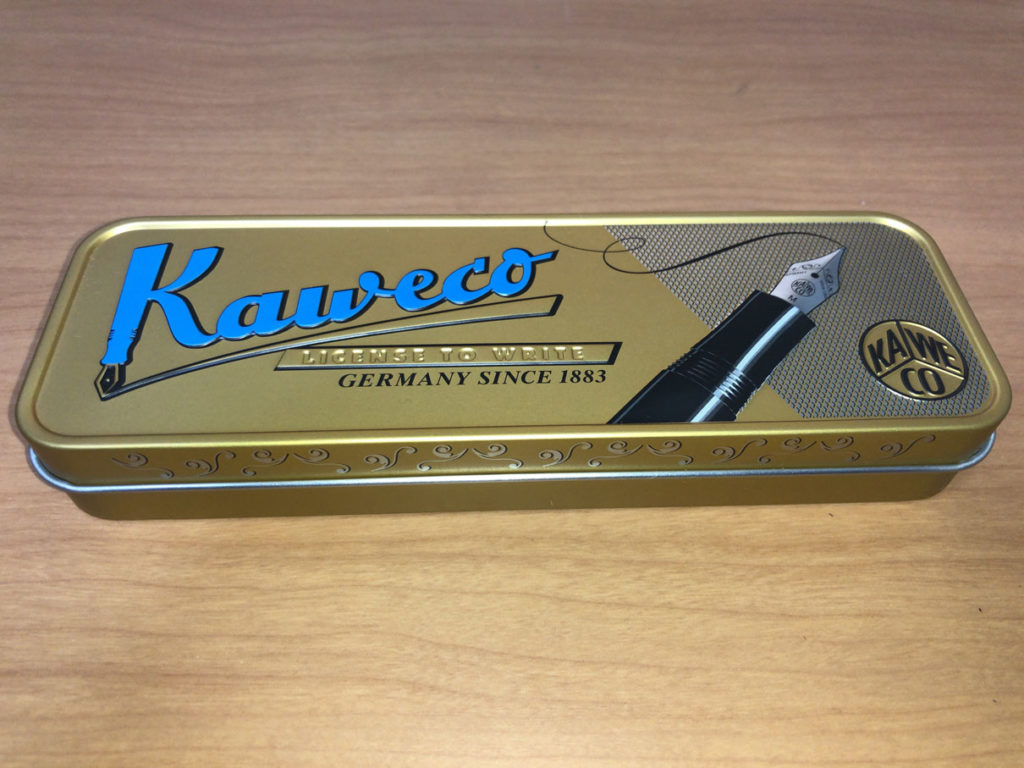 Kaweco
LICENSE TO WRITE
GERMANY SINCE 1883
M
KA WE
CO